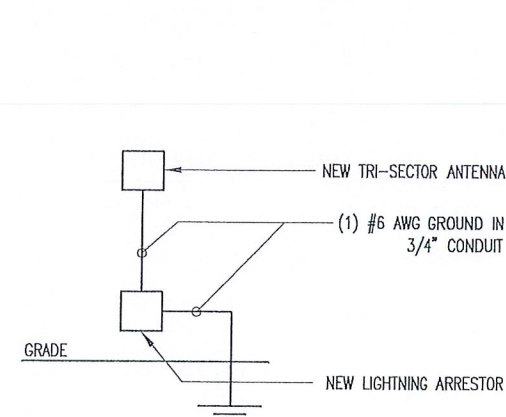 NEW TRI-SECTOR ANTENNA
(1) #6 AWG GROUND IN
3/4" CONDUIT
GRADE
NEW LIGHTNING ARRESTOR